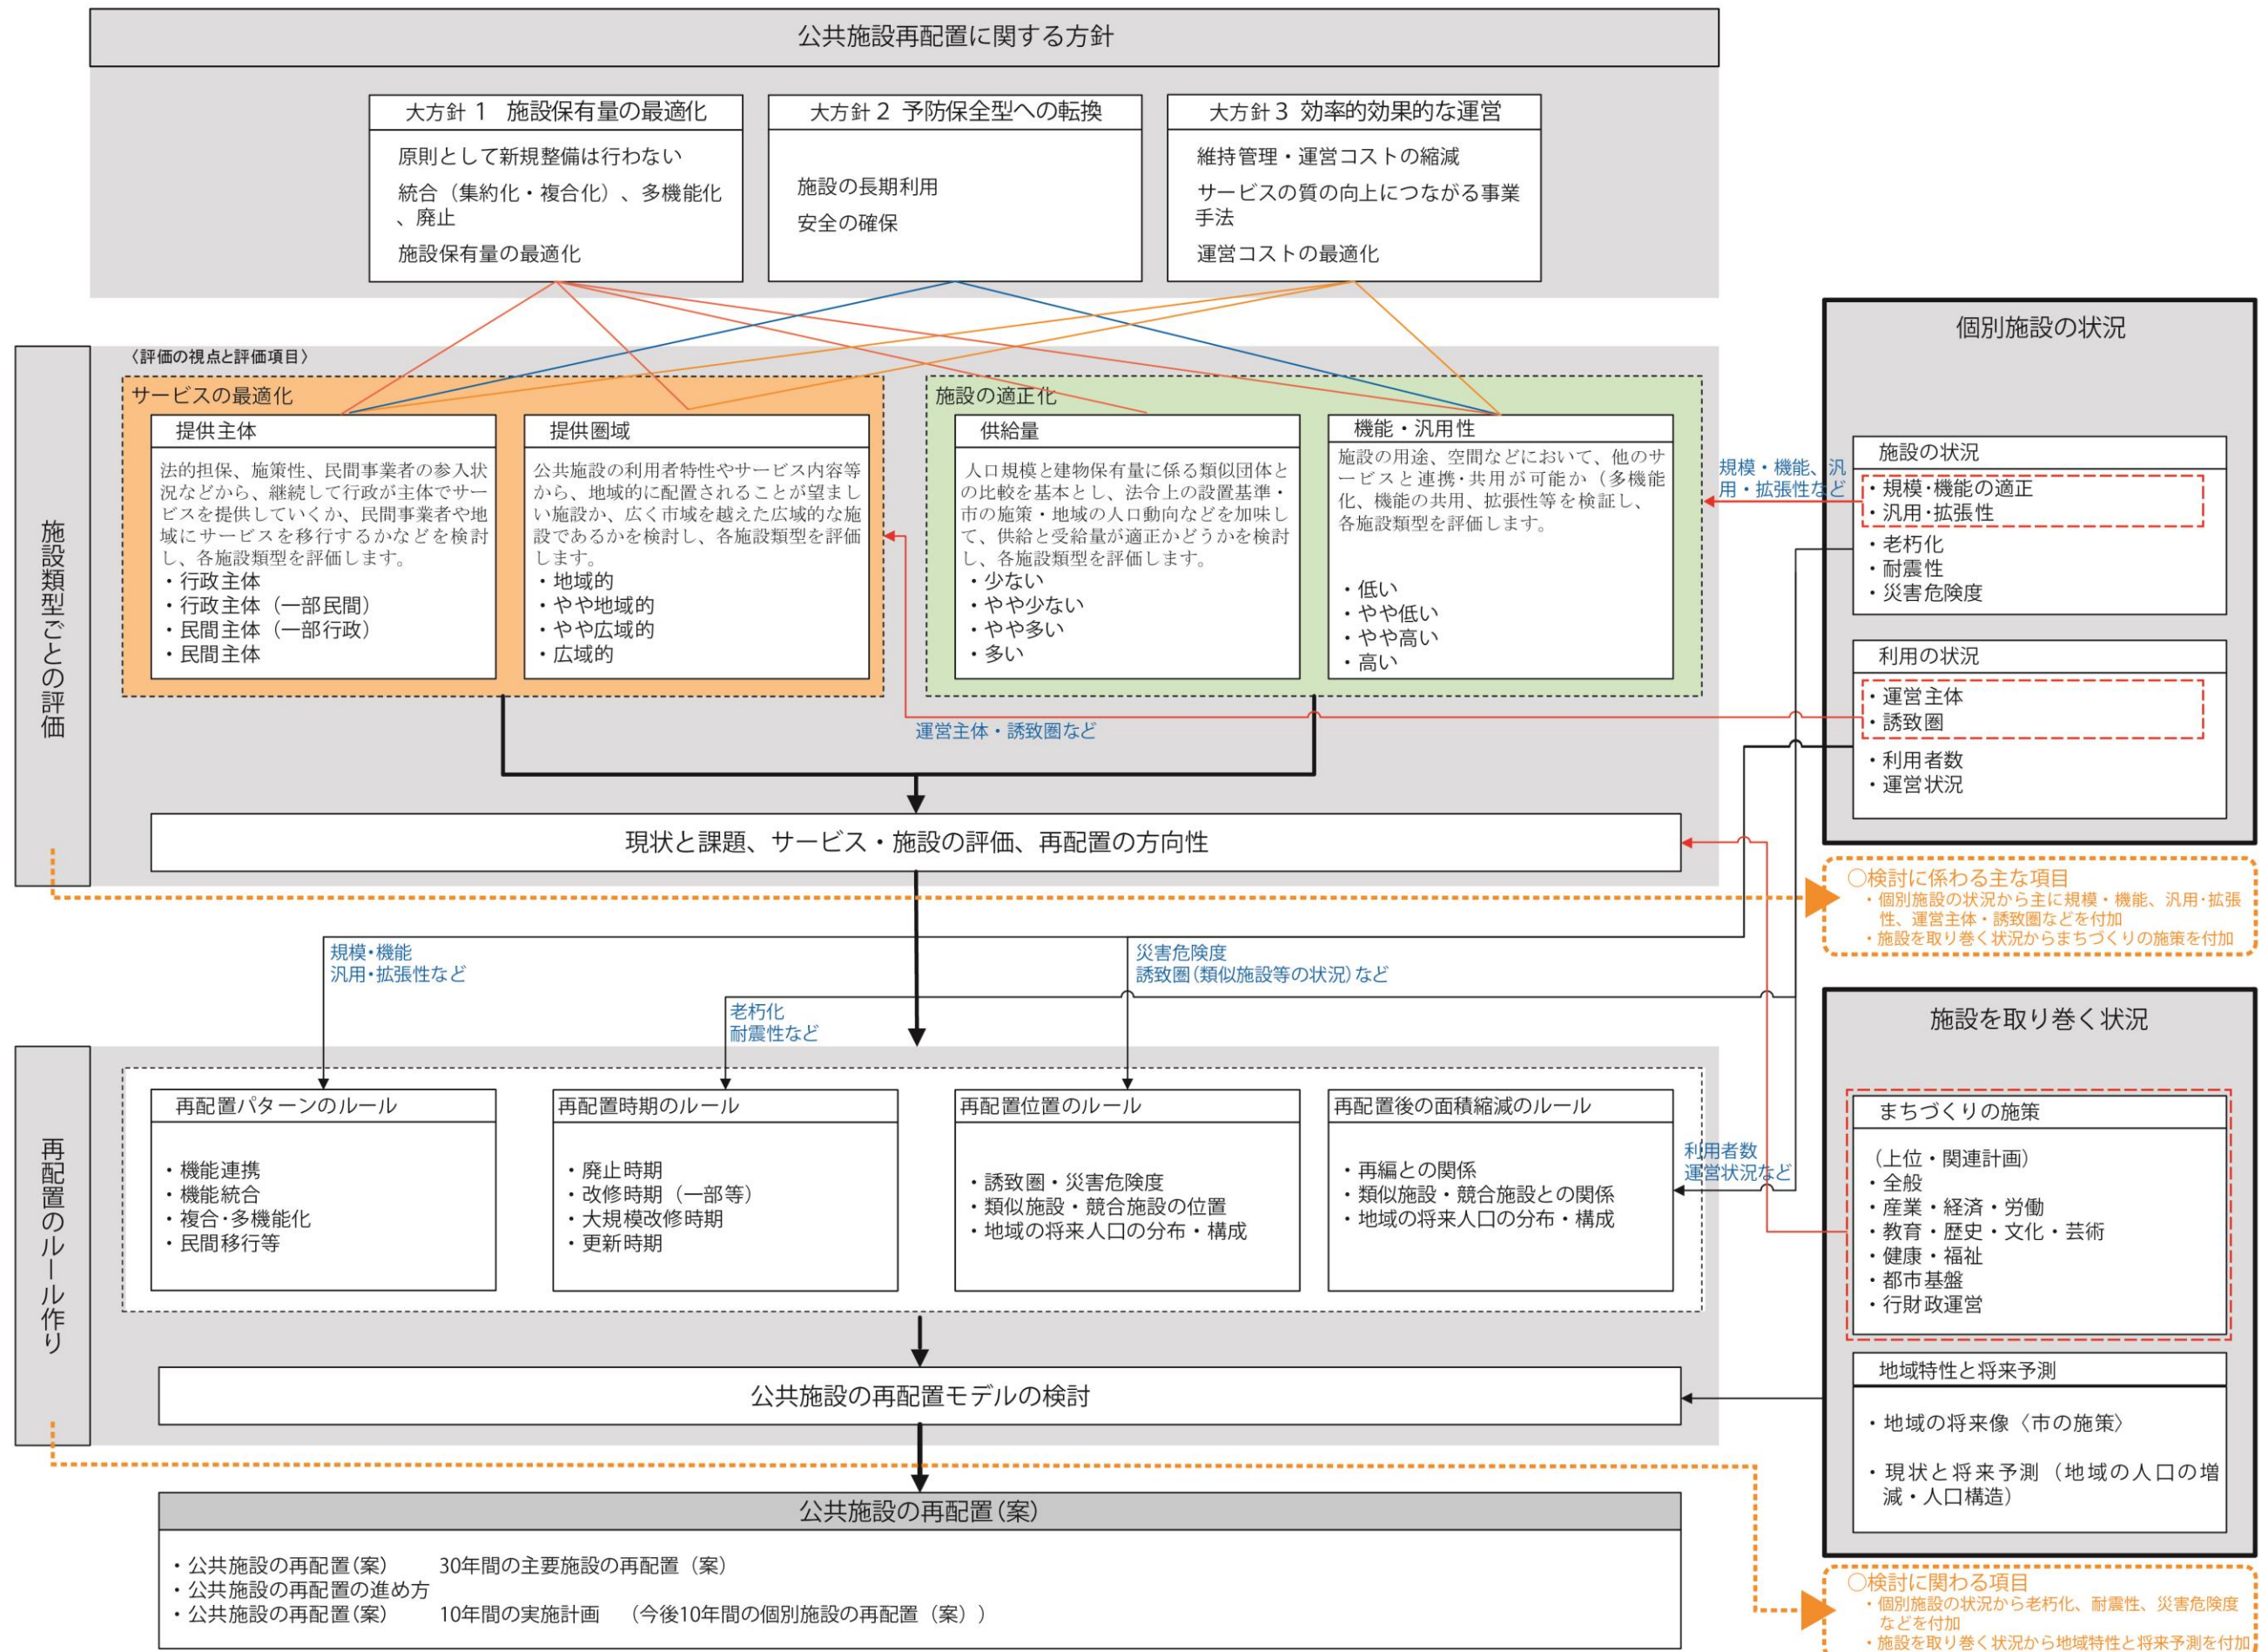 公共施設再配置に関する方針
大方針１　施設保有量の最適化
原則として新規整備は行わない
統合（集約化・複合化）、多機能化
、廃止
施設保有量の最適化
大方針２ 予防保全型への転換
施設の長期利用
安全の確保
大方針３ 効率的効果的な運営
維持管理・運営コストの縮減
サービスの質の向上につながる事業
手法
運営コストの最適化
施設類型ごとの評価
〈評価の視点と評価項目〉
サービスの最適化
提供主体
法的担保、施策性、民間事業者の参入状
況などから、継続して行政が主体でサー
ビスを提供していくか、民間事業者や地
域にサービスを移行するかなどを検討
し、各施設類型を評価します。
・行政主体
・行政主体（一部民間）
・民間主体（一部行政）
・民間主体
提供圏域
公共施設の利用者特性やサービス内容等
から、地域的に配置されることが望まし
い施設か、広く市域を越えた広域的な施
設であるかを検討し、各施設類型を評価
します。
・地域的
・やや地域的
・やや広域的
・広域的
施設の適正化
供給量
人口規模と建物保有量に係る類似団体と
の比較を基本とし、法令上の設置基準・
市の施策・地域の人口動向などを加味し
て、供給と受給量が適正かどうかを検討
し、各施設類型を評価します。
・少ない
・やや少ない
・やや多い
・多い
機能・汎用性
施設の用途、空間などにおいて、他のサ
ービスと連携・共用が可能か（多機能
化、機能の共用、拡張性等を検証し、
各施設類型を評価します。
・低い
・やや低い
・やや高い
・高い
規模・機能、汎
用・拡張性など
運営主体・誘致圏など
現状と課題、サービス・施設の評価、再配置の方向性
個別施設の状況
施設の状況
・規模・機能の適正
・汎用・拡張性
・老朽化
・耐震性
・災害危険度
利用の状況
・運営主体
・誘致圏
・利用者数
・運営状況
○検討に係わる主な項目
・個別施設の状況から主に規模・機能、汎用・拡張
性、運営主体・誘致圏などを付加
・施設を取り巻く状況からまちづくりの施策を付加
規模・機能
汎用・拡張性など
老朽化
耐震性など
災害危険度
誘致圏（類似施設等の状況）など
再配置のルール作り
再配置パターンのルール
・機能連携
・機能統合
・複合・多機能化
・民間移行等
再配置時期のルール
・廃止時期
・改修時期（一部等）
・大規模改修時期
・更新時期
再配置位置のルール
・誘致圏・災害危険度
・類似施設・競合施設の位置
・地域の将来人口の分布・構成
再配置後の面積縮減のルール
・再編との関係
・類似施設・競合施設との関係
・地域の将来人口の分布・構成
利用者数
運営状況など
公共施設の再配置モデルの検討
施設を取り巻く状況
まちづくりの施策
（上位・関連計画）
・全般
・産業・経済・労働
・教育・歴史・文化・芸術
・健康・福祉
・都市基盤
・行財政運営
地域特性と将来予測
・地域の将来像〈市の施策〉
・現状と将来予測（地域の人口の増
減・人口構造）
公共施設の再配置（案）
・公共施設の再配置（案）　　30年間の主要施設の再配置（案）
・公共施設の再配置の進め方
・公共施設の再配置（案）　　10年間の実施計画　（今後10年間の個別施設の再配置（案））
○検討に関わる項目
・個別施設の状況から老朽化、耐震性、災害危険度
などを付加
・施設を取り巻く状況から地域特性と将来予測を付加